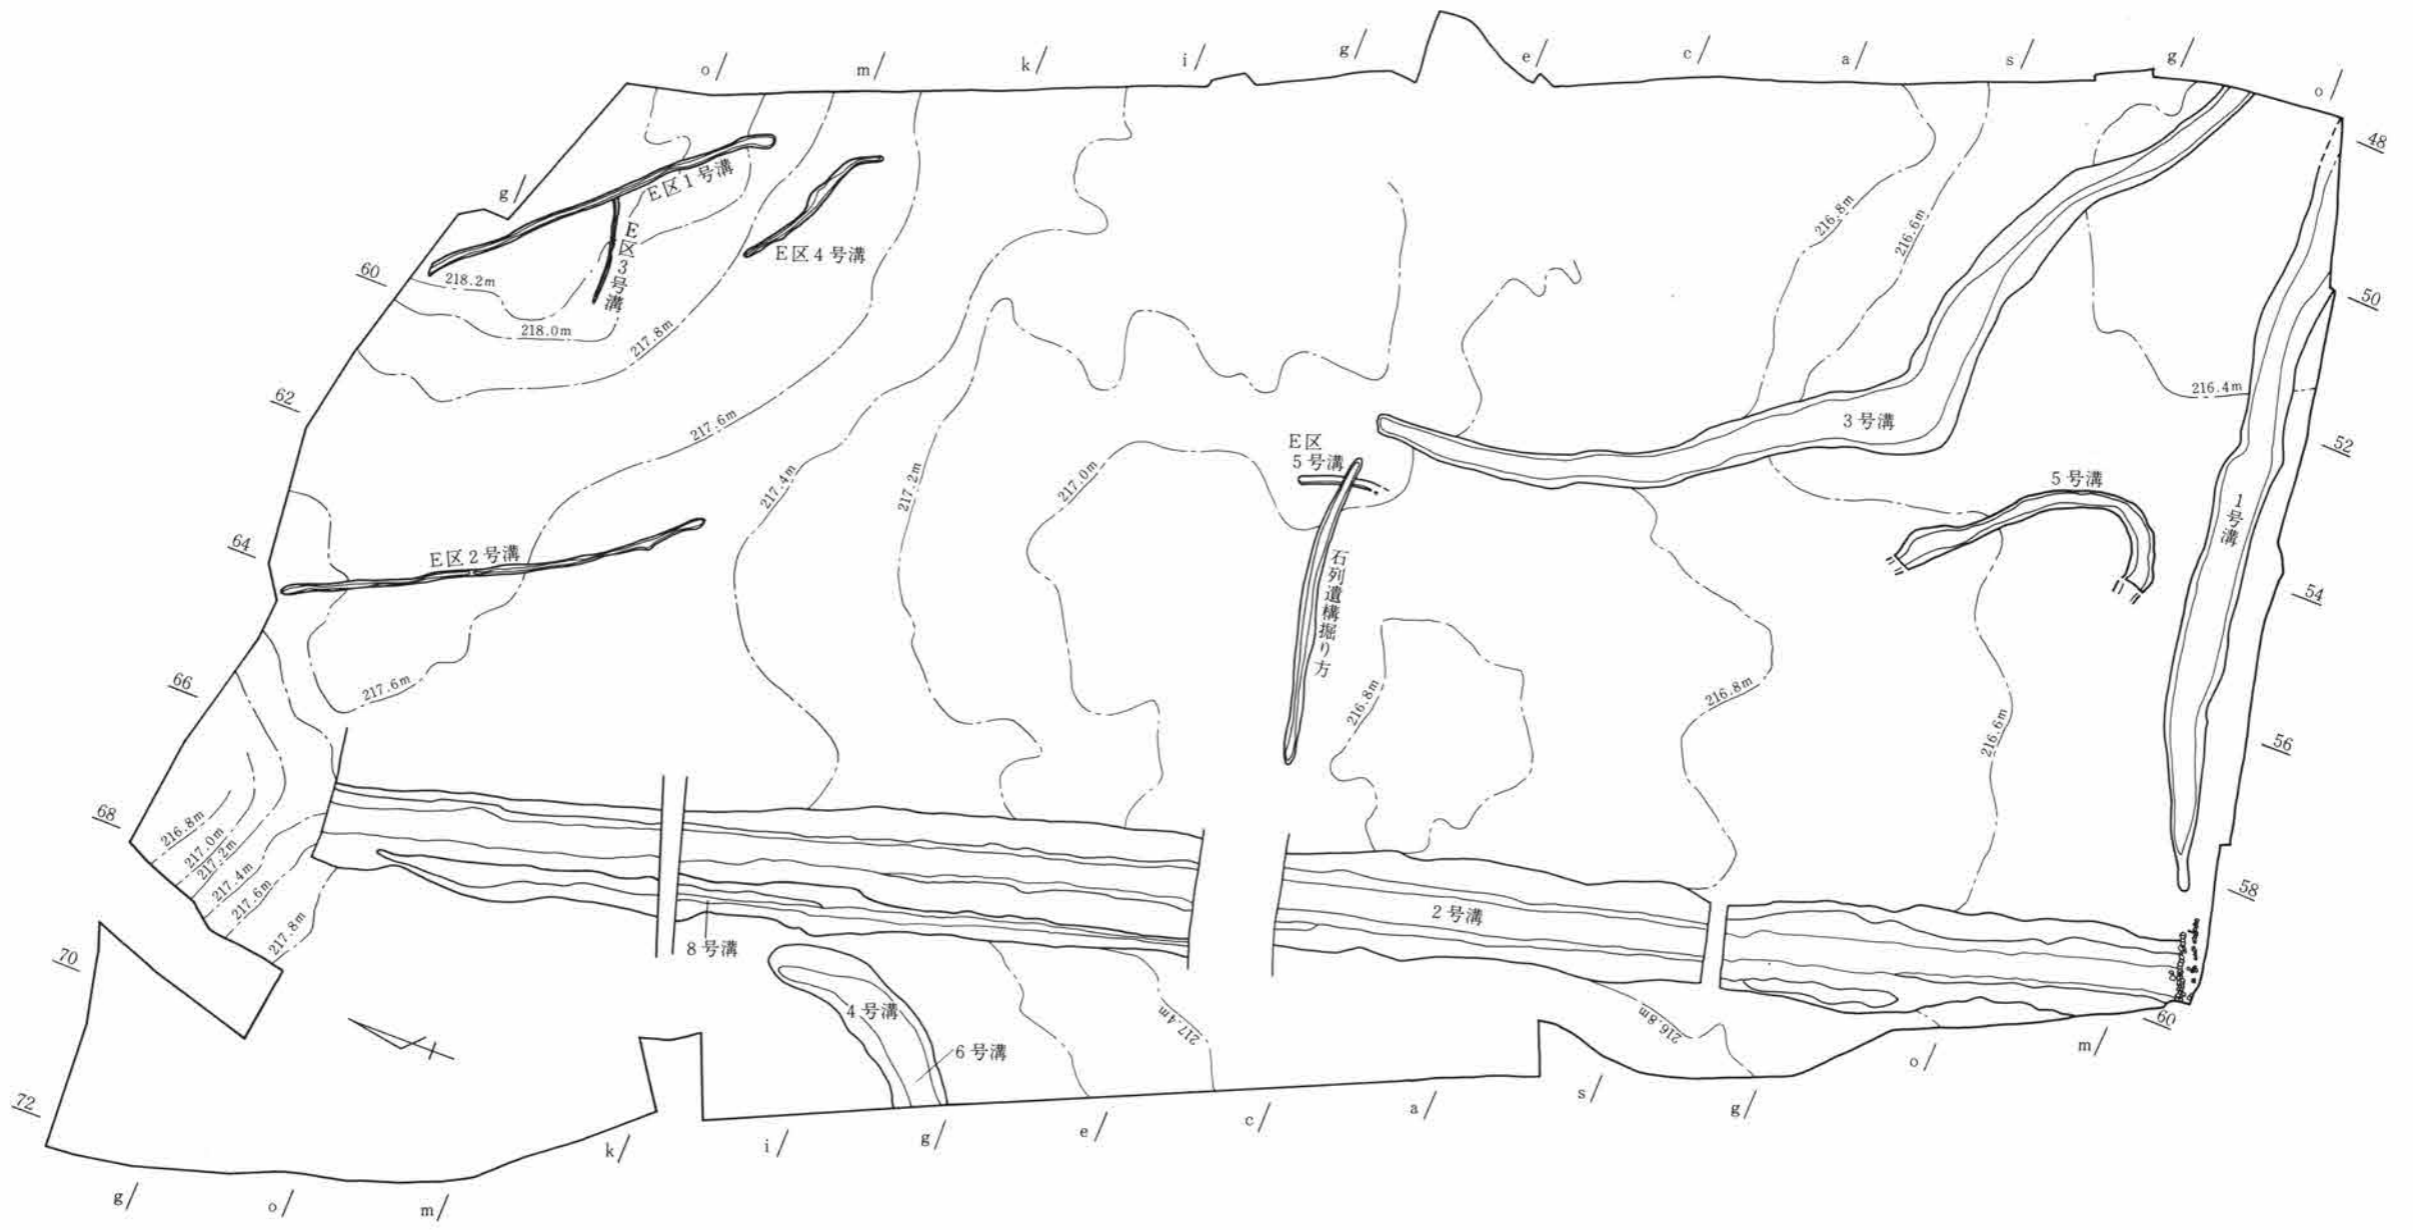 o
m
k
i
g
e
c
a
s
g
o
48
g
E区1号溝
E区3号溝
E区4号溝
216.8m
216.6m
60
218.2m
218.0m
217.8m
50
62
216.4m
217.6m
3号溝
E区
5号溝
217.4m
217.2m
217.0m
52
5号溝
1号溝
64
E区2号溝
石列遺構掘り方
54
66
217.6m
216.8m
216.8m
216.6m
56
68
216.8m
217.0m
217.2m
217.4m
217.6m
217.8m
58
2号溝
8号溝
70
4号溝
6号溝
217.4m
216.8m
60
m
o
72
k
i
g
e
c
a
s
g
g
o
m